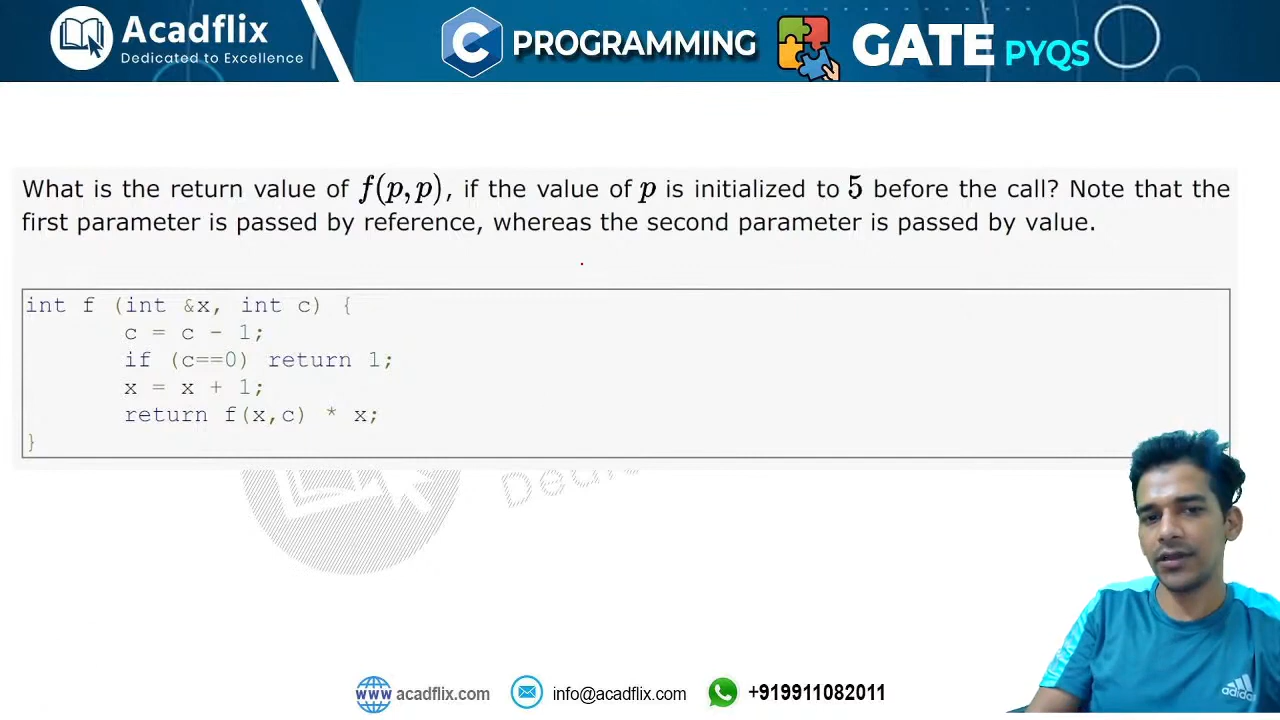 Acadflix
Dedicated to Excellence
C PROGRAMMING
GATE PYQS
What is the return value of f(p,p), if the value of p is initialized to 5 before the call? Note that the
first parameter is passed by reference, whereas the second parameter is passed by value.
int f (int &x, int c) {
c = c - 1;
if (c==0) return 1;
x = x + 1;
return f(x,c) * x;
}
www acadflix.com
info@acadflix.com
+919911082011
adidas